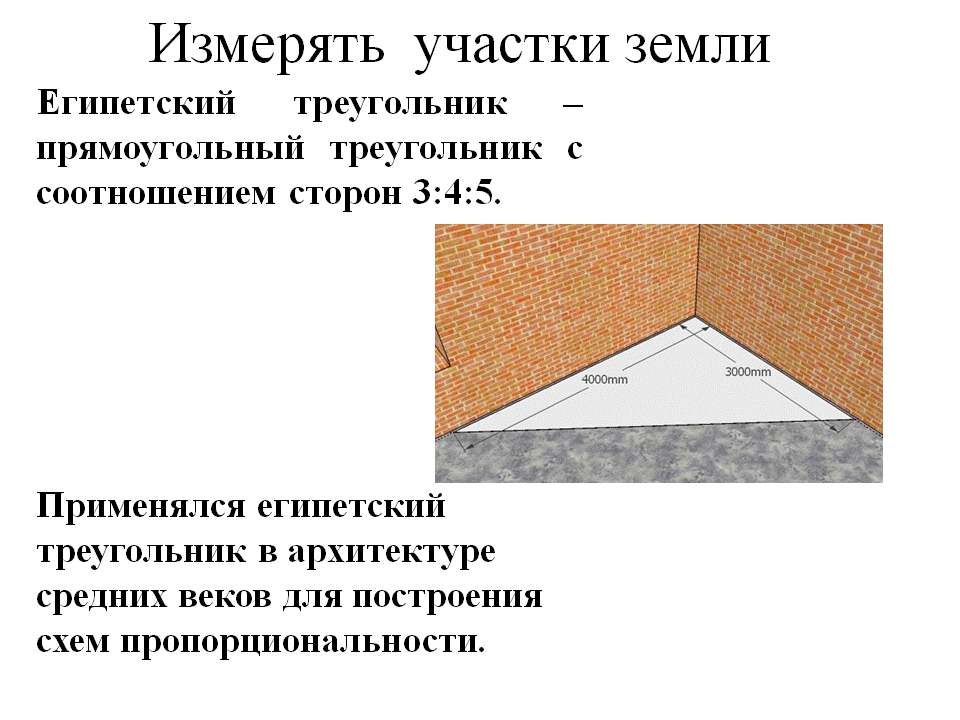 Измерять участки земли
Египетский треугольник –
прямоугольный треугольник с
соотношением сторон 3:4:5.
4000mm
3000mm
Применялся египетский
треугольник в архитектуре
средних веков для построения
схем пропорциональности.